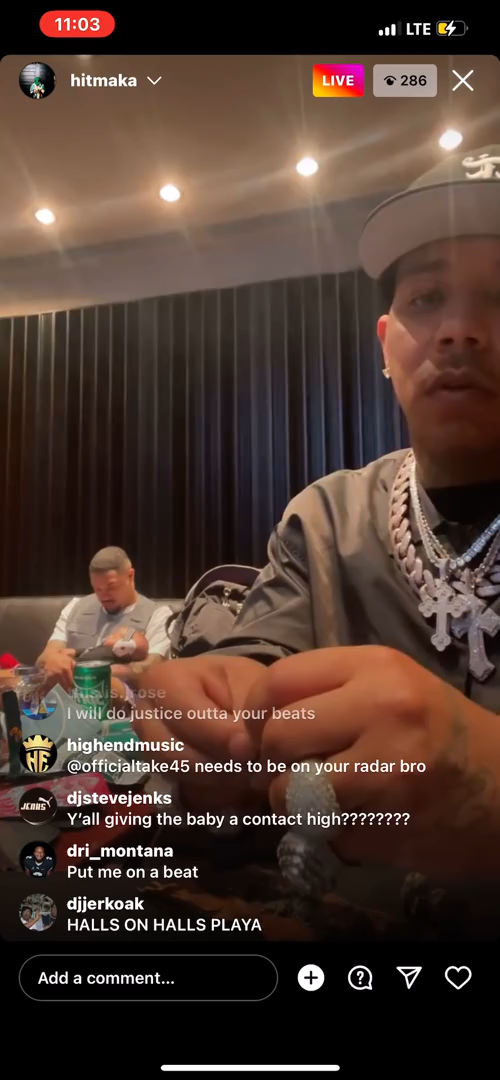 11:03
LTE
hitmaka
LIVE
286
I will do justice outta your beats
highendmusic
@officialtake45 needs to be on your radar bro
djstevejenks
Y'all giving the baby a contact high????????
dri_montana
Put me on a beat
djjerkoak
HALLS ON HALLS PLAYA
Add a comment...